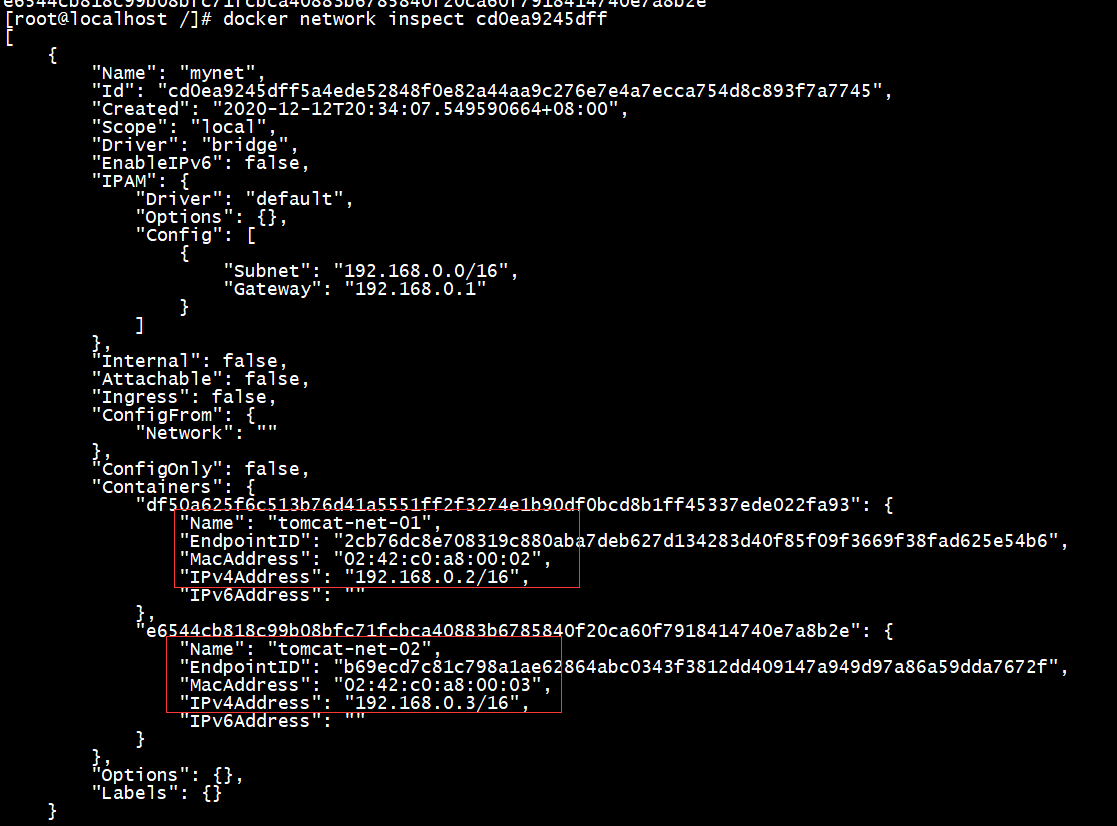 e6544cb818c99b08bfc71fcbca40883b6785840f20ca60f7918414740e7a8b2e
[root@localhost /]# docker network inspect cd0ea9245dff
[
    {
        "Name": "mynet",
        "Id": "cd0ea9245dff5a4ede52848f0e82a44aa9c276e7e4a7ecca754d8c893f7a7745",
        "Created": "2020-12-12T20:34:07.549590664+08:00",
        "Scope": "local",
        "Driver": "bridge",
        "EnableIPv6": false,
        "IPAM": {
            "Driver": "default",
            "Options": {},
            "Config": [
                {
                    "Subnet": "192.168.0.0/16",
                    "Gateway": "192.168.0.1"
                }
            ]
        },
        "Internal": false,
        "Attachable": false,
        "Ingress": false,
        "ConfigFrom": {
            "Network": ""
        },
        "ConfigOnly": false,
        "Containers": {
            "df50a625f6c513b76d41a5551ff2f3274e1b90df0bcd8b1ff45337ede022fa93": {
                "Name": "tomcat-net-01",
                "EndpointID": "2cb76dc8e708319c880aba7deb627d134283d40f85f09f3669f38fad625e54b6",
                "MacAddress": "02:42:c0:a8:00:02",
                "IPv4Address": "192.168.0.2/16",
                "IPv6Address": ""
            },
            "e6544cb818c99b08bfc71fcbca40883b6785840f20ca60f7918414740e7a8b2e": {
                "Name": "tomcat-net-02",
                "EndpointID": "b69ecd7c81c798a1ae62864abc0343f3812dd409147a949d97a86a59dda7672f",
                "MacAddress": "02:42:c0:a8:00:03",
                "IPv4Address": "192.168.0.3/16",
                "IPv6Address": ""
            }
        },
        "Options": {},
        "Labels": {}
    }